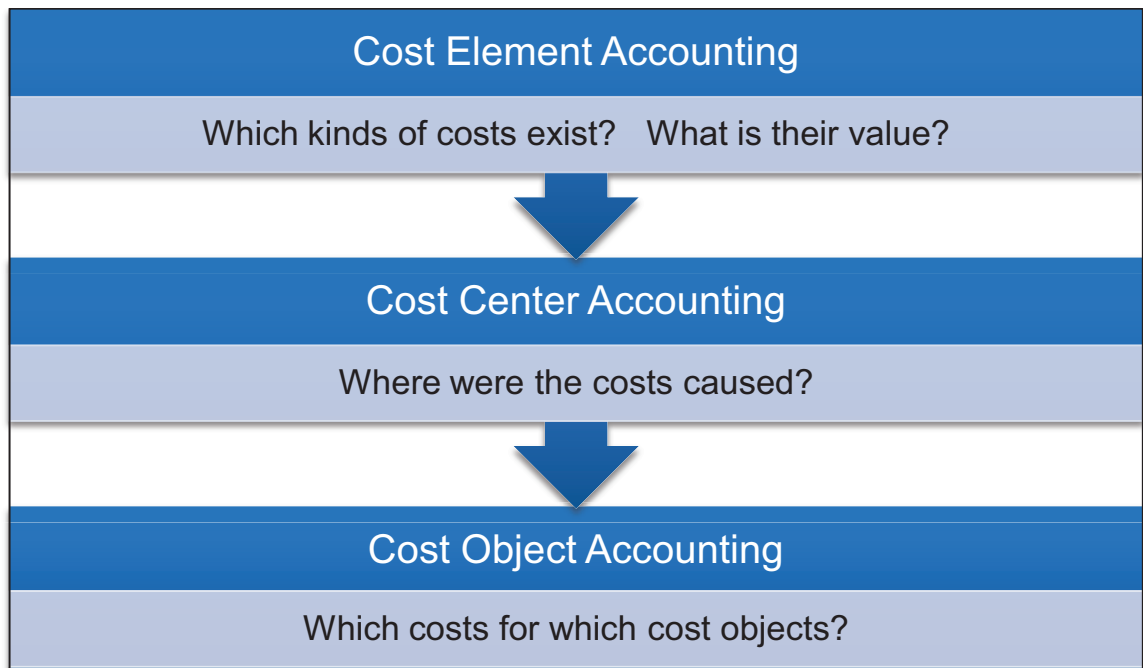 Cost Element Accounting
Which kinds of costs exist? What is their value?
Cost Center Accounting
Where were the costs caused?
Cost Object Accounting
Which costs for which cost objects?